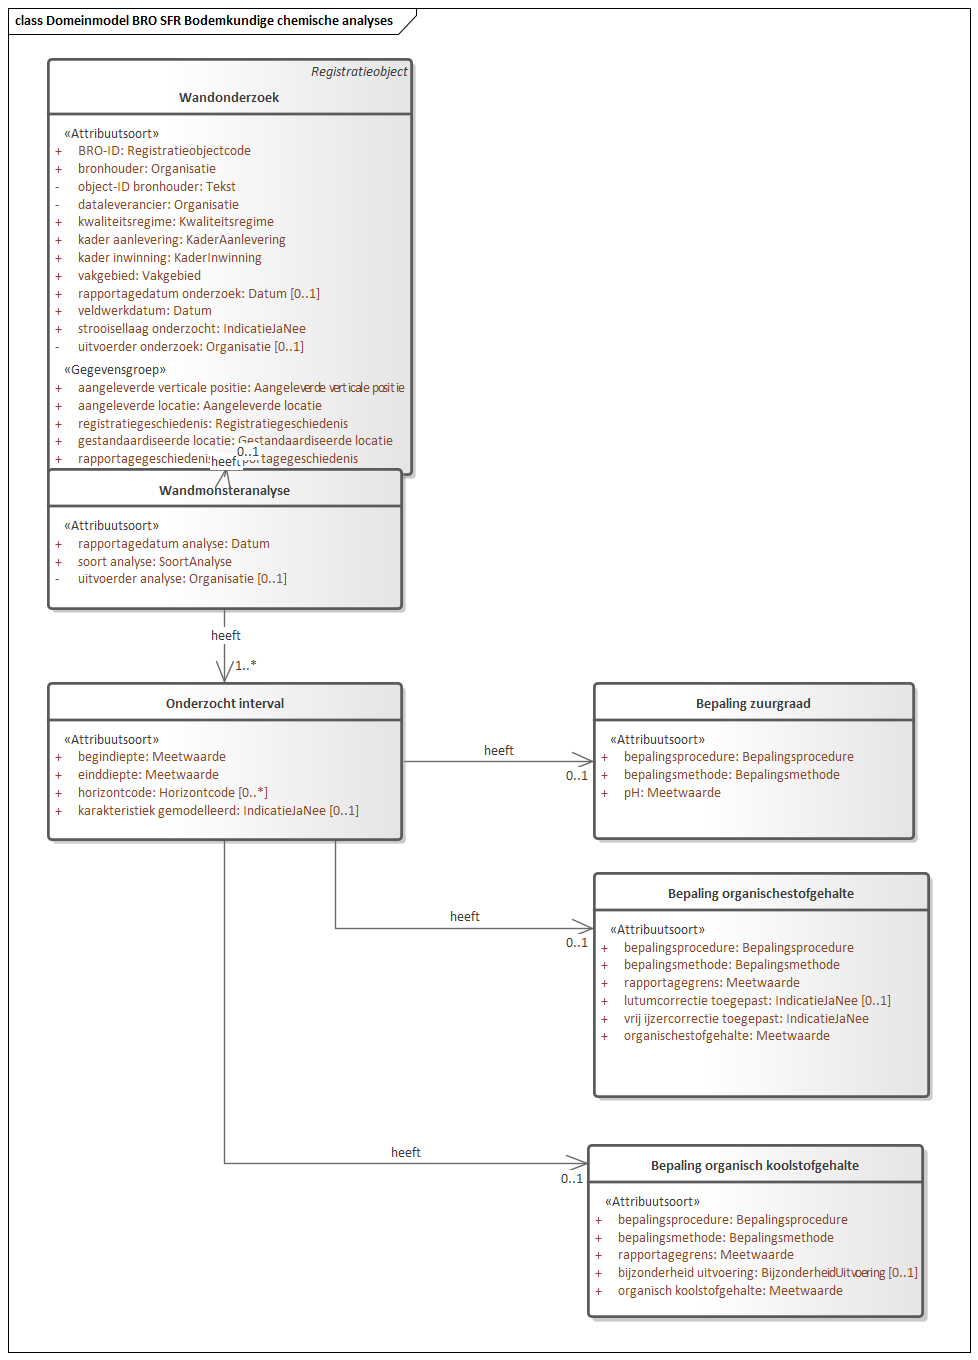 class Domeinmodel BRO SFR Bodemkundige chemische analyses
Registratieobject
Wandonderzoek
«Attribuutsoort»
+ BRO-ID: Registratieobjectcode
+ bronhouder: Organisatie
- object-ID bronhouder: Tekst
- dataleverancier: Organisatie
+ kwaliteitsregime: Kwaliteitsregime
+ kader aanlevering: KaderAanlevering
+ kader inwinning: KaderInwinning
+ vakgebied: Vakgebied
+ rapportagedatum onderzoek: Datum [0..1]
+ veldwerkdatum: Datum
+ strooisellaag onderzocht: IndicatieJaNee
- uitvoerder onderzoek: Organisatie [0..1]
«Gegevensgroep»
+ aangeleverde verticale positie: Aangeleverde verticale positie
+ aangeleverde locatie: Aangeleverde locatie
+ registratiegeschiedenis: Registratiegeschiedenis
+ gestandaardiseerde locatie: Gestandaardiseerde locatie
0..1
+ rapportagegeschiedenis: tagegeschiedenis
heeft
Wandmonsteranalyse
«Attribuutsoort»
+ rapportagedatum analyse: Datum
+ soort analyse: SoortAnalyse
- uitvoerder analyse: Organisatie [0..1]
heeft
1..*
Onderzocht interval
«Attribuutsoort»
+ begindiepte: Meetwaarde
+ einddiepte: Meetwaarde
+ horizontcode: Horizontcode [0..*]
+ karakteristiek gemodelleerd: IndicatieJaNee [0..1]
heeft
0..1
Bepaling zuurgraad
«Attribuutsoort»
+ bepalingsprocedure: Bepalingsprocedure
+ bepalingsmethode: Bepalingsmethode
+ pH: Meetwaarde
heeft
0..1
Bepaling organischestofgehalte
«Attribuutsoort»
+ bepalingsprocedure: Bepalingsprocedure
+ bepalingsmethode: Bepalingsmethode
+ rapportagegrens: Meetwaarde
+ lutumcorrectie toegepast: IndicatieJaNee [0..1]
+ vrij ijzercorrectie toegepast: IndicatieJaNee
+ organischestofgehalte: Meetwaarde
heeft
0..1
Bepaling organisch koolstofgehalte
«Attribuutsoort»
+ bepalingsprocedure: Bepalingsprocedure
+ bepalingsmethode: Bepalingsmethode
+ rapportagegrens: Meetwaarde
+ bijzonderheid uitvoering: BijzonderheidUitvoering [0..1]
+ organisch koolstofgehalte: Meetwaarde